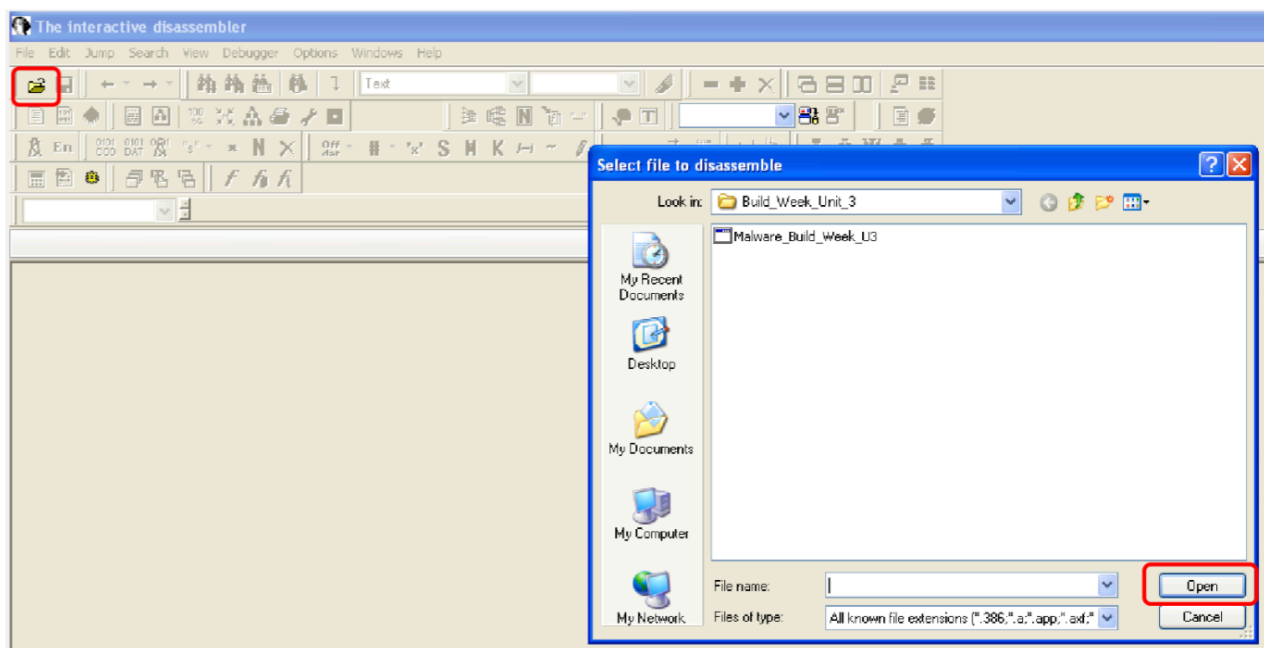 The interactive disassembler
File Edit Jump Search View Debugger Options Windows Help
Text
En
S M K
Select file to disassemble
Look in: Build_Week_Unit_3
Malware_Build_Week_U3
My Recent
Documents
Desktop
My Documents
My Computer
My Network
File name:
Open
Files of type: All known file extensions (*.386;*.a;*.app;*.axf;*
Cancel